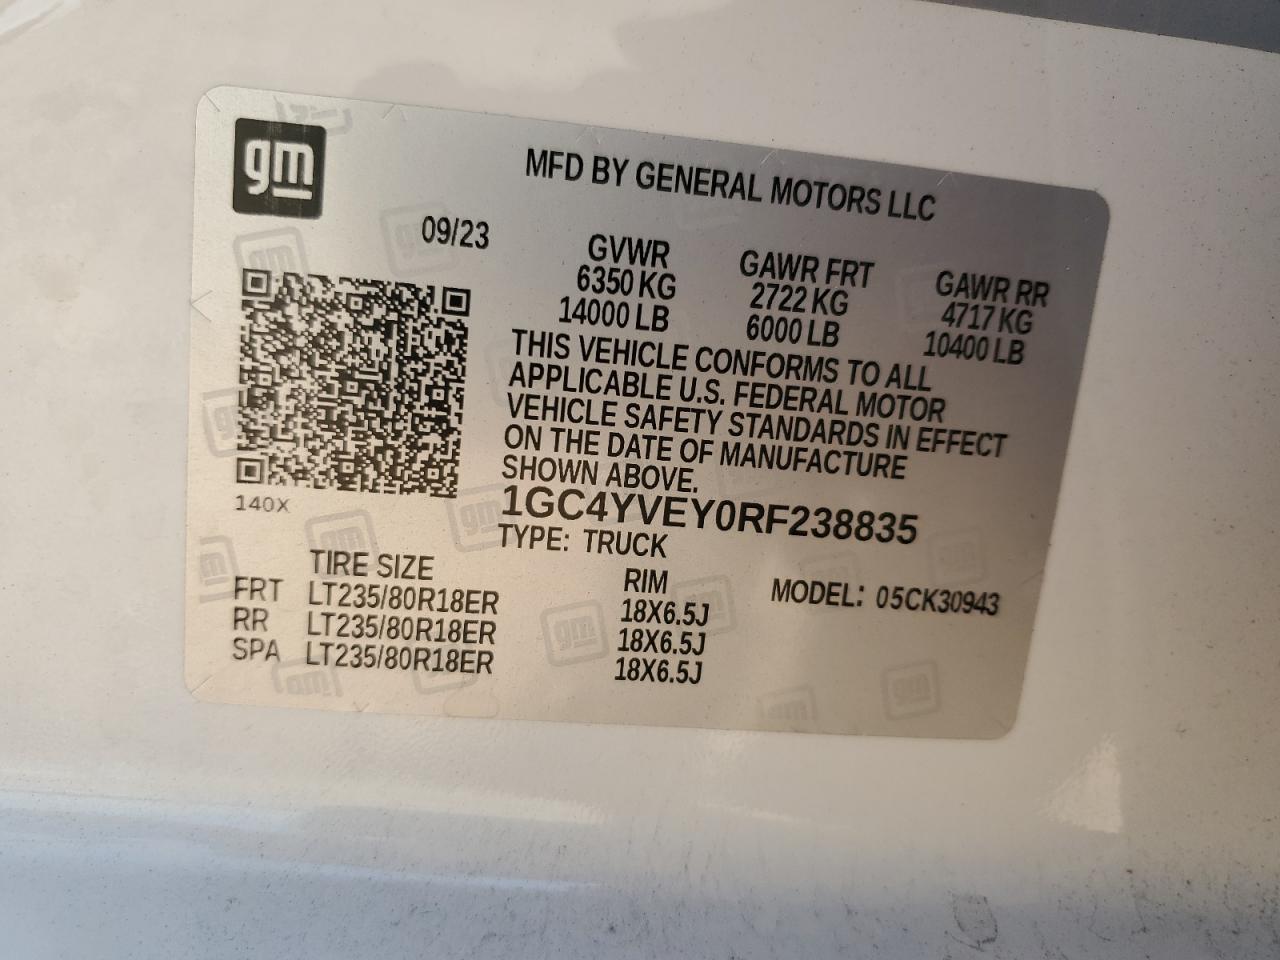 gm
MFD BY GENERAL MOTORS LLC
09/23
GVWR GAWR FRT GAWR RR
6350 KG 2722 KG 4717 KG
14000 LB 6000 LB 10400 LB
THIS VEHICLE CONFORMS TO ALL
APPLICABLE U.S. FEDERAL MOTOR
VEHICLE SAFETY STANDARDS IN EFFECT
ON THE DATE OF MANUFACTURE
SHOWN ABOVE.
140X
1GC4YVEY0RF238835
TYPE: TRUCK
TIRE SIZE RIM MODEL: 05CK30943
FRT LT235/80R18ER 18X6.5J
RR LT235/80R18ER 18X6.5J
SPA LT235/80R18ER 18X6.5J